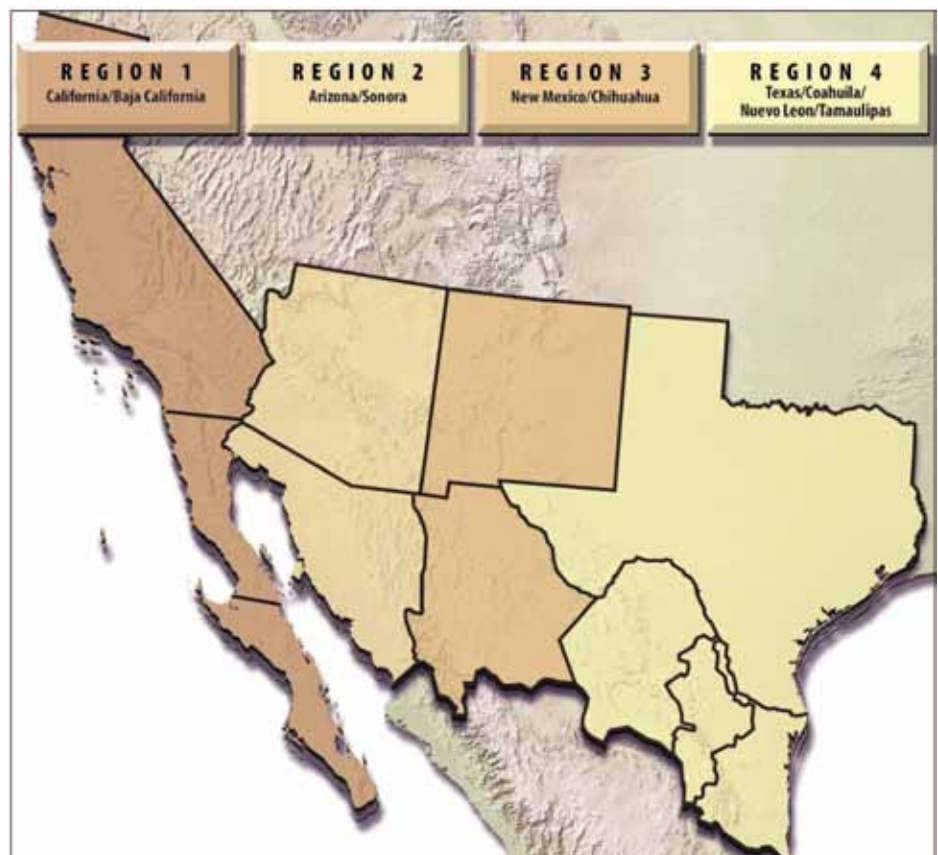 REGION 1
California/Baja California
REGION 2
Arizona/Sonora
REGION 3
New Mexico/Chihuahua
REGION 4
Texas/Coahuila/
Nuevo Leon/Tamaulipas